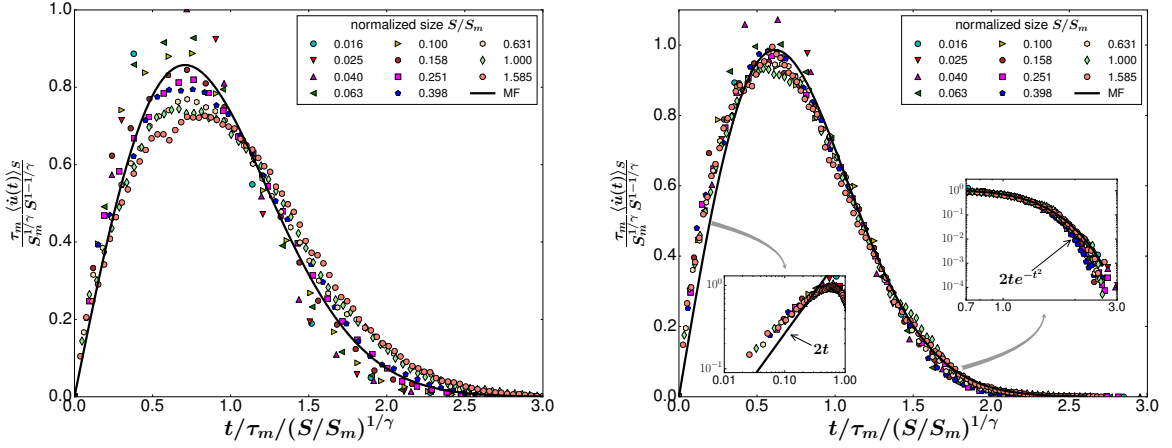 normalized size S/S_m
0.016 0.100 0.631
0.025 0.158 1.000
0.040 0.251 1.585
0.063 0.398 MF
1.0
0.8
0.6
0.4
0.2
0.0
0.0 0.5 1.0 1.5 2.0 2.5 3.0
τ_m/S_m^{1/γ} ⟨u̇(t)⟩_S/S^{1−1/γ}
t/τ_m/(S/S_m)^{1/γ}
normalized size S/S_m
0.016 0.100 0.631
0.025 0.158 1.000
0.040 0.251 1.585
0.063 0.398 MF
1.0
0.8
0.6
0.4
0.2
0.0
0.0 0.5 1.0 1.5 2.0 2.5 3.0
τ_m/S_m^{1/γ} ⟨u̇(t)⟩_S/S^{1−1/γ}
t/τ_m/(S/S_m)^{1/γ}
10^0
10^{-1}
10^{-2}
10^{-3}
10^{-4}
0.7 1.0 3.0
2te^{−t²}
10^0
10^{-1}
0.01 0.10 1.00
2t